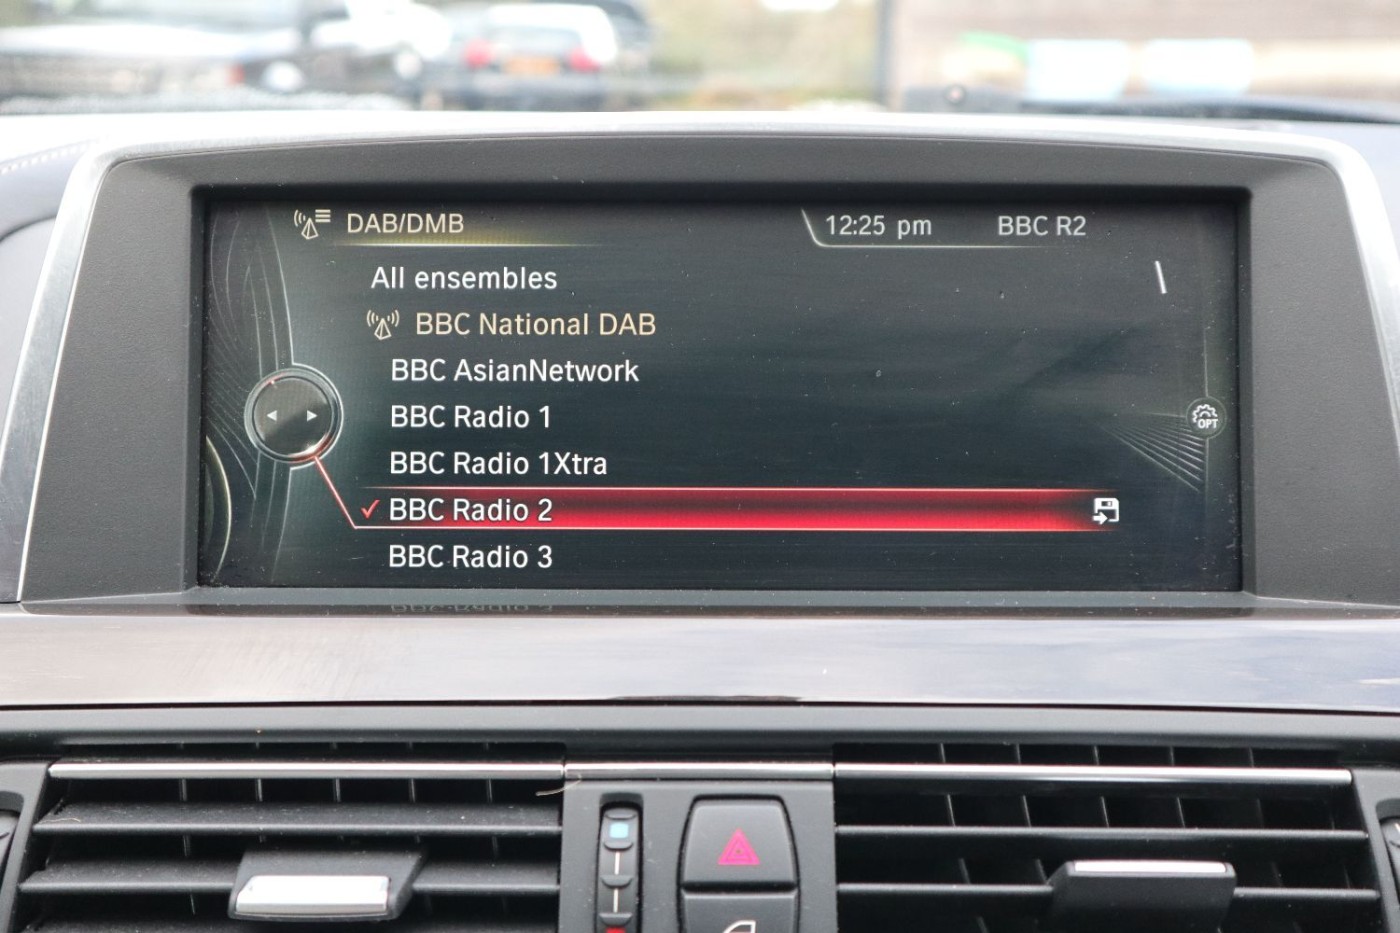 DAB/DMB
12:25 pm
BBC R2
All ensembles
BBC National DAB
BBC AsianNetwork
BBC Radio 1
BBC Radio 1Xtra
BBC Radio 2
BBC Radio 3
OPT